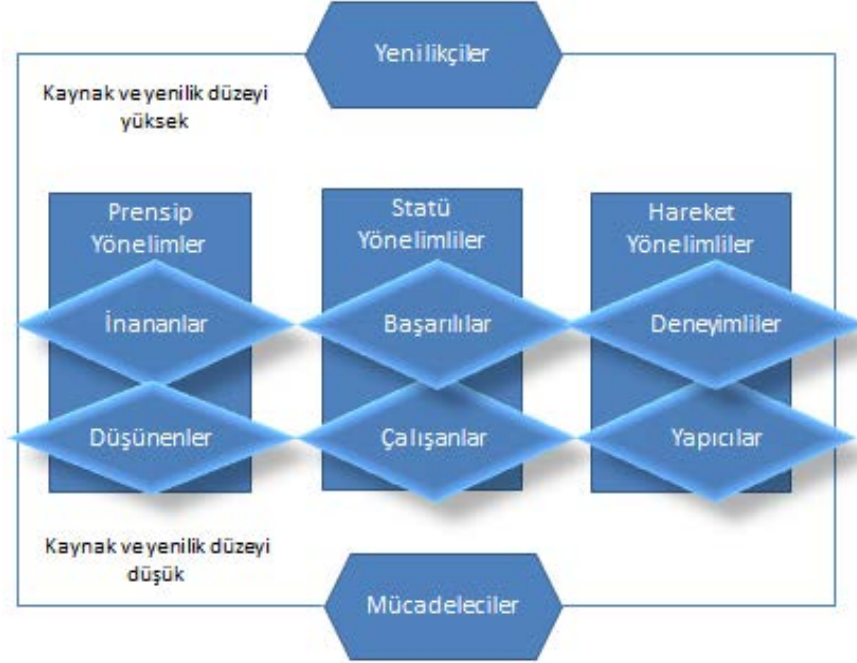 Yenilikçiler
Kaynak ve yenilik düzeyi
yüksek
Prensip
Yönelimler
Statü
Yönelimliler
Hareket
Yönelimliler
İnananlar
Başarılılar
Deneyimliler
Düşünenler
Çalışanlar
Yapıcılar
Kaynak ve yenilik düzeyi
düşük
Mücadeleciler